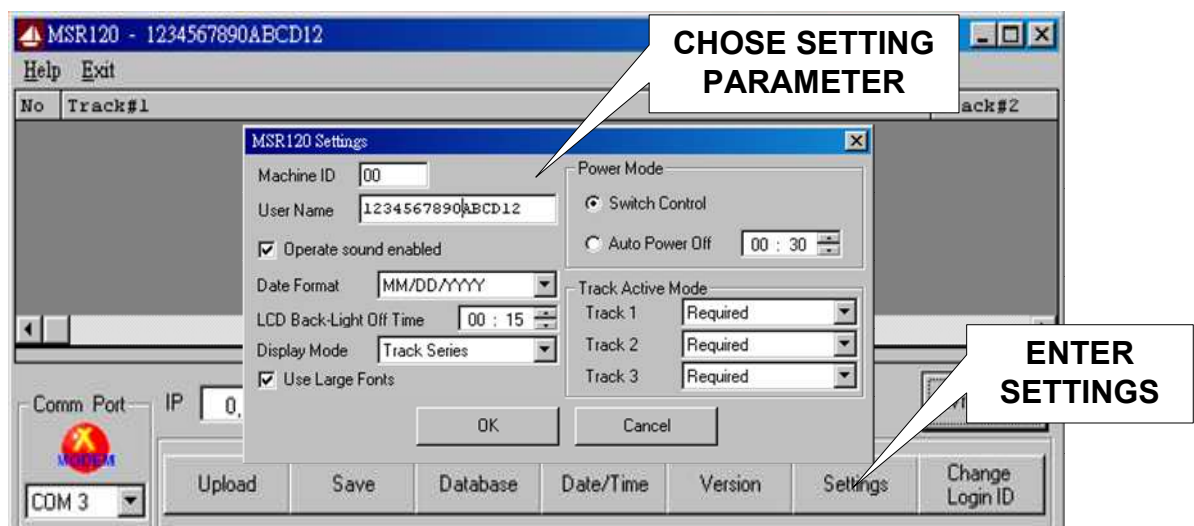 MSR120 - 1234567890ABCD12
CHOSE SETTING
PARAMETER
Help Exit
No Track#1
ack#2
MSR120 Settings
Machine ID 00
User Name 1234567890ABCD12
Operate sound enabled
Date Format MM/DD/YYYY
LCD Back-Light Off Time 00 : 15
Display Mode Track Series
Use Large Fonts
Power Mode
Switch Control
Auto Power Off 00 : 30
Track Active Mode
Track 1 Required
Track 2 Required
Track 3 Required
OK Cancel
ENTER
SETTINGS
Comm Port
IP 0,
MODEM
COM 3
Upload Save Database Date/Time Version Settings Change
Login ID